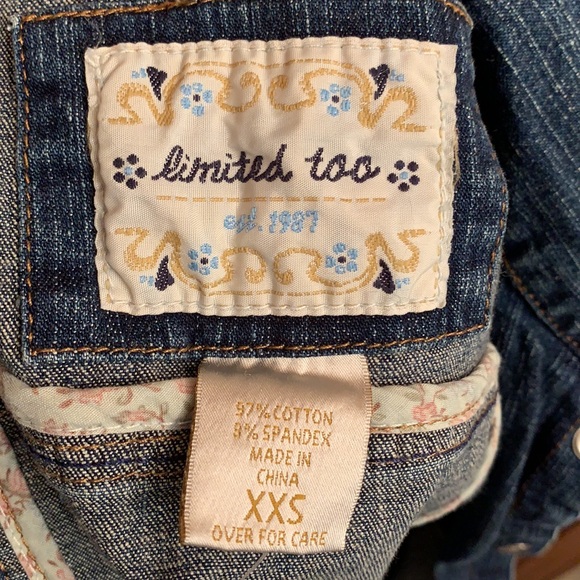 limited too
est. 1987
97% COTTON
3% SPANDEX
MADE IN
CHINA
XXS
OVER FOR CARE